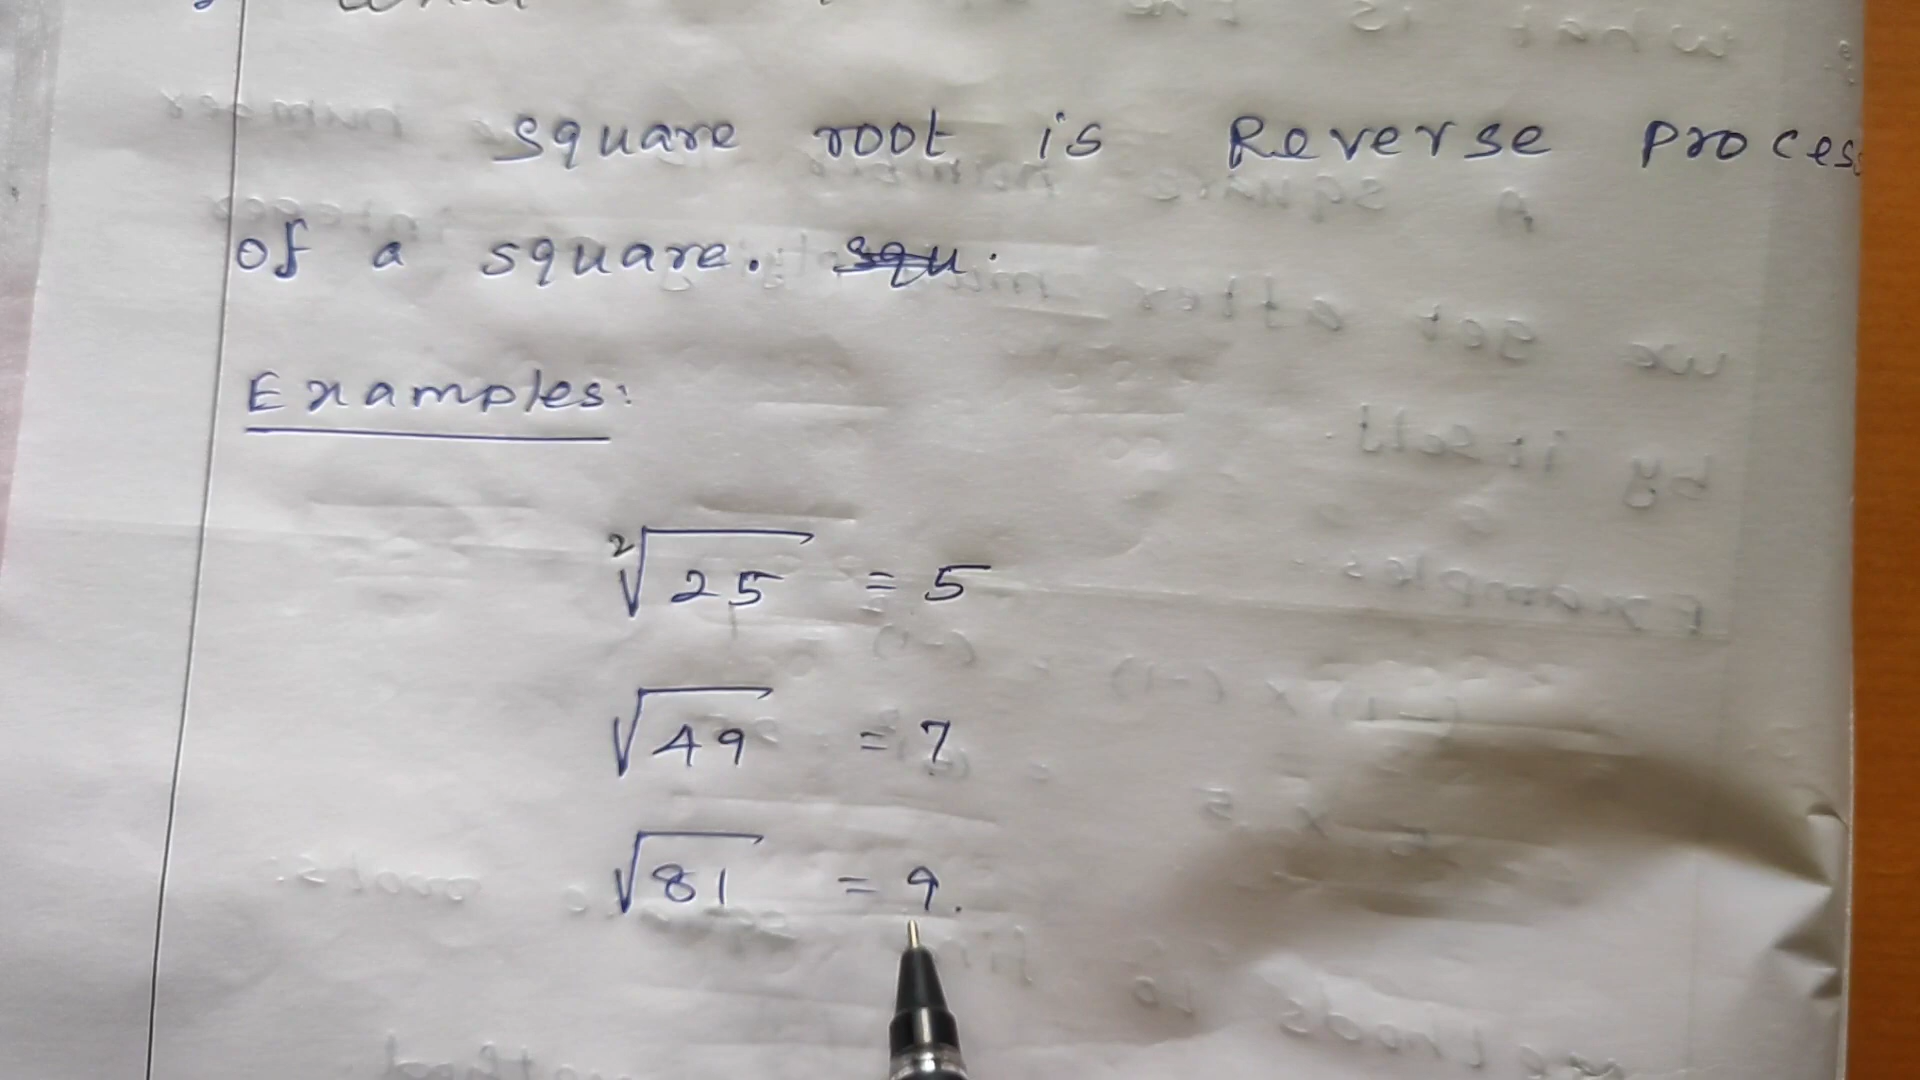 square root is Reverse Proces
of a square. squ.
Examples:
²√25 = 5
√49 = 7
√81 = 9.